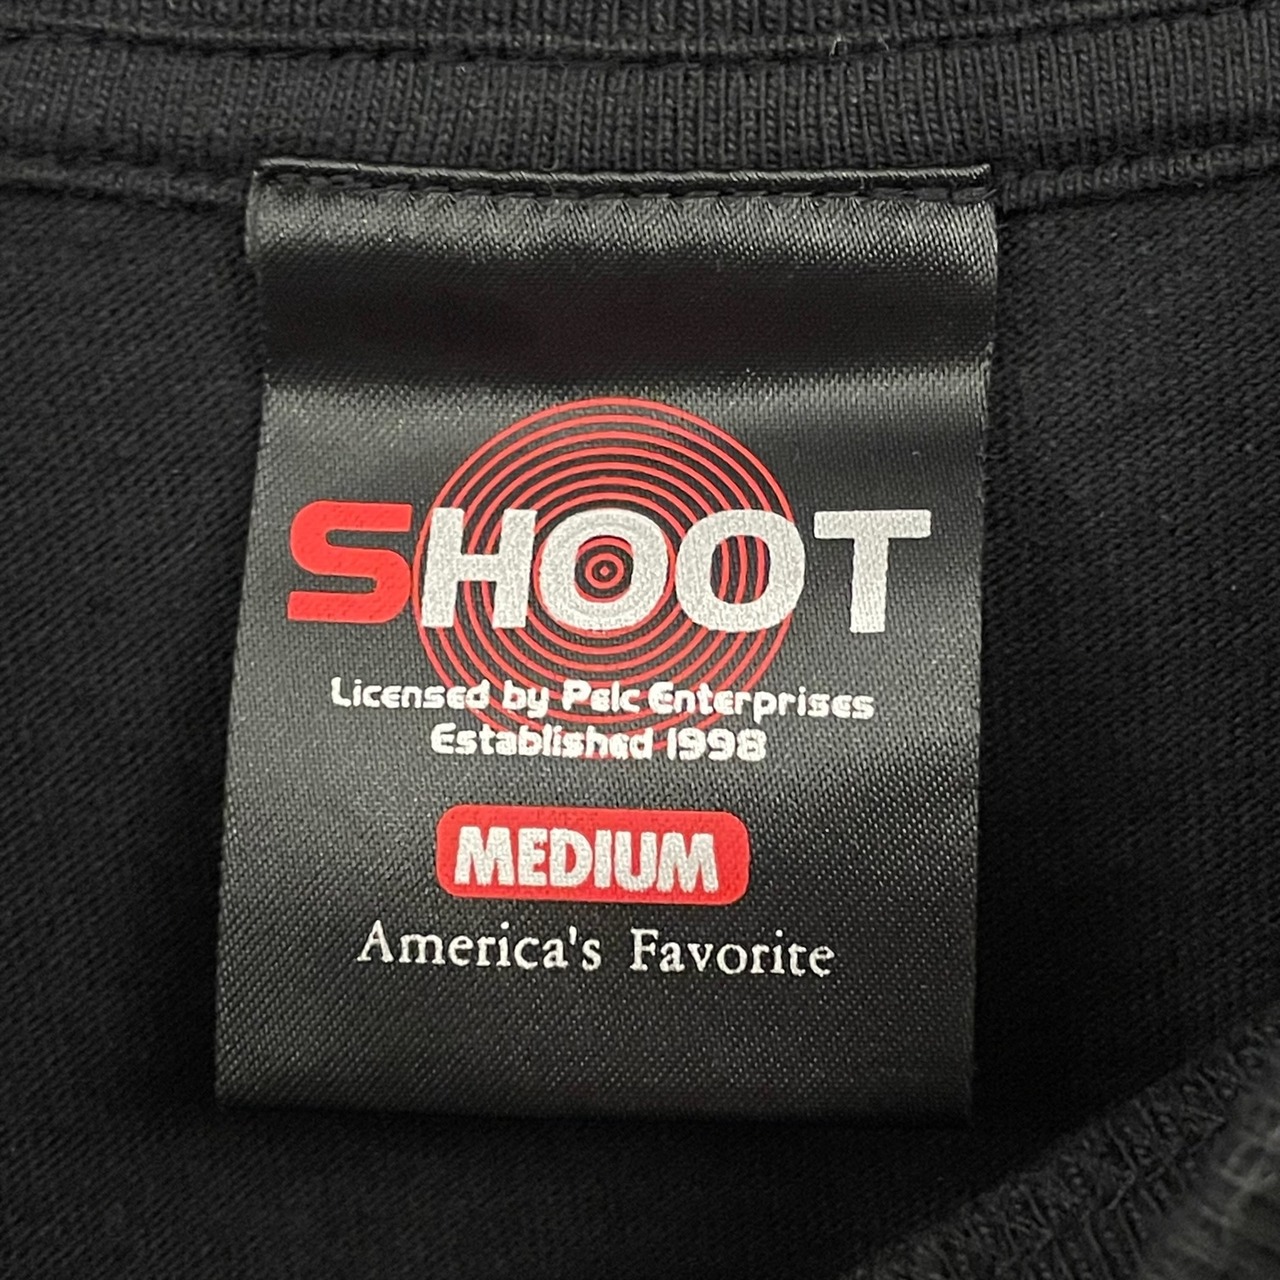 SHOOT
Licensed by Pelc Enterprises
Established 1998
MEDIUM
America's Favorite